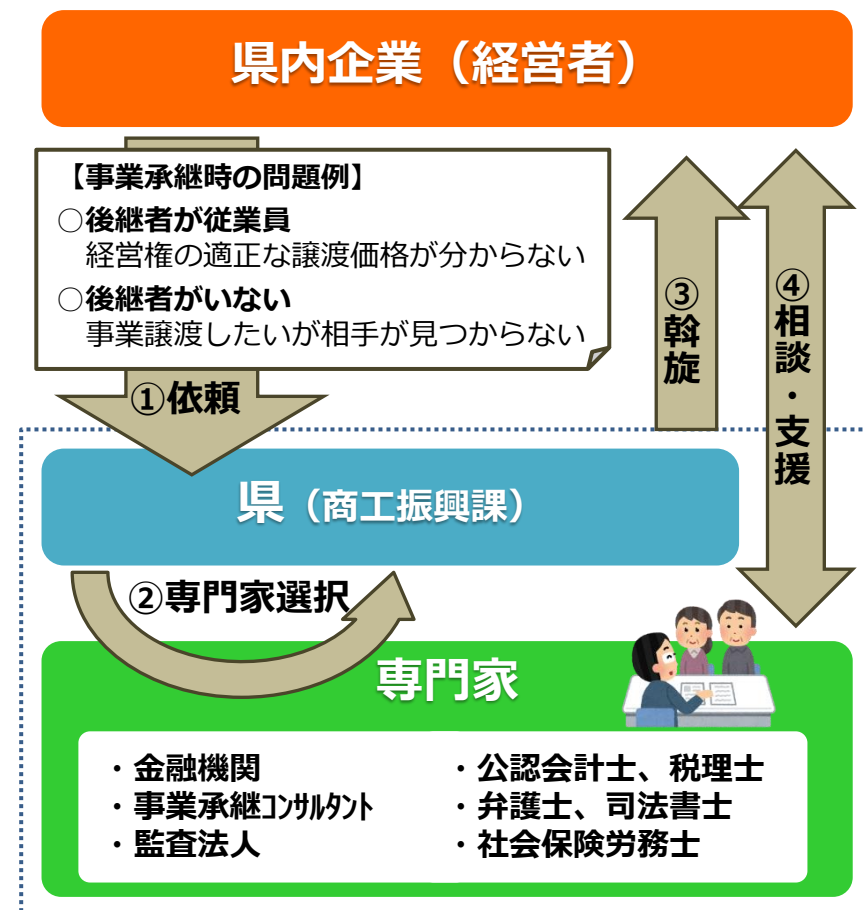 県内企業（経営者）
【事業承継時の問題例】
○後継者が従業員
経営権の適正な譲渡価格が分からない
○後継者がいない
事業譲渡したいが相手が見つからない
①依頼
③斡旋
④相談・支援
県（商工振興課）
②専門家選択
専門家
・金融機関
・事業承継ｺﾝｻﾙﾀﾝﾄ
・監査法人
・公認会計士、税理士
・弁護士、司法書士
・社会保険労務士